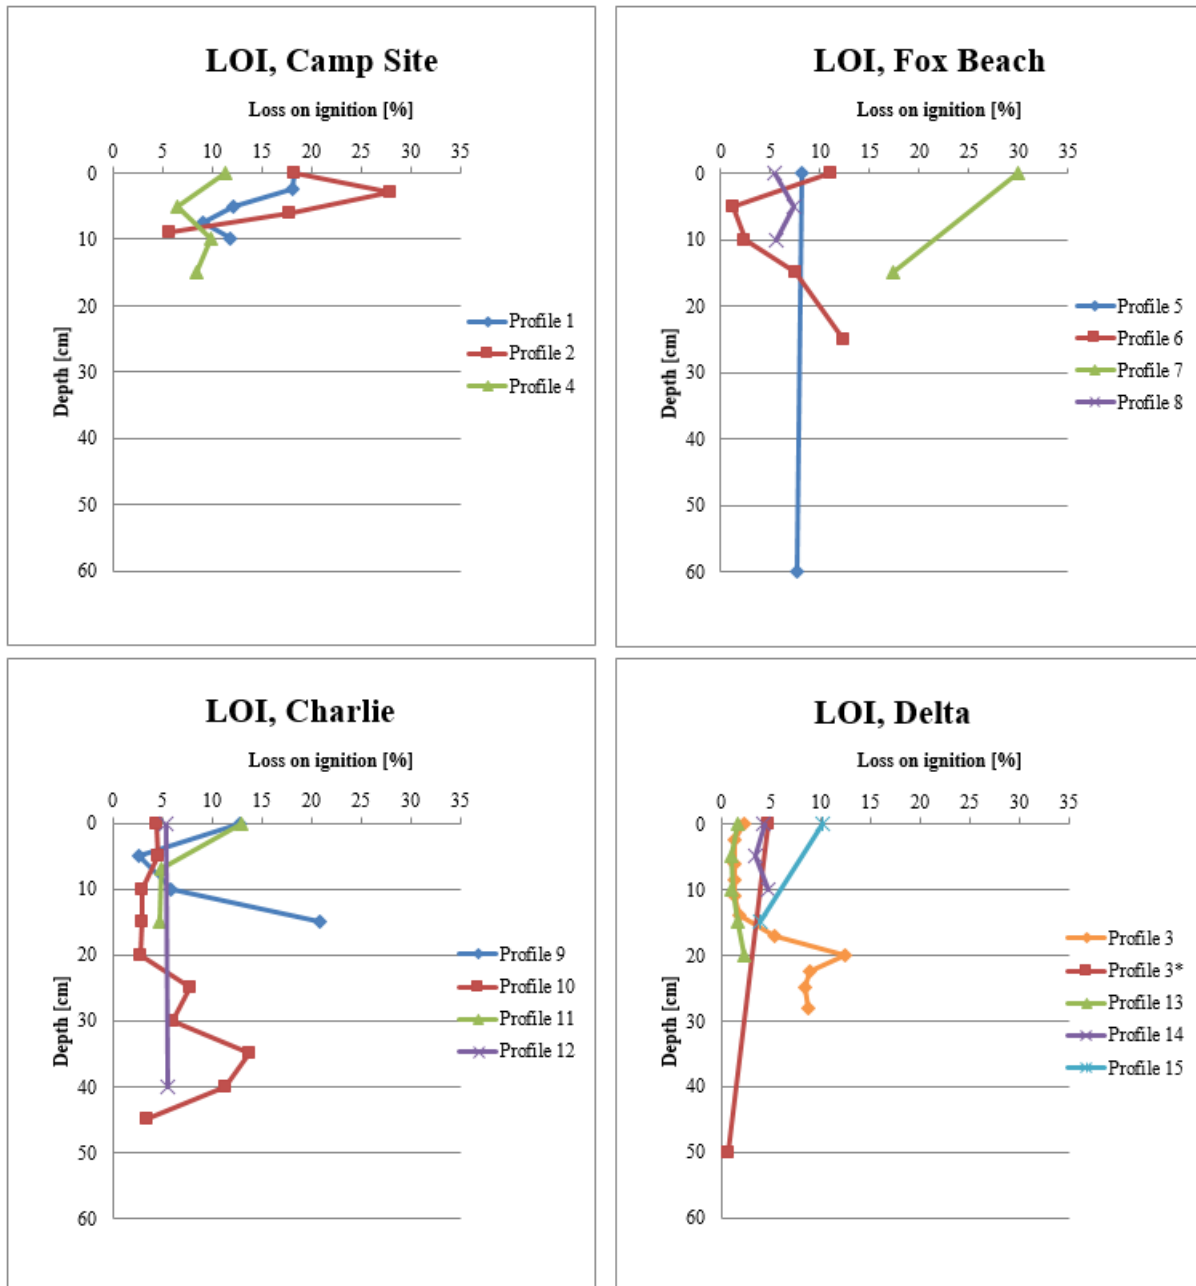 LOI, Camp Site
Loss on ignition [%]
0 5 10 15 20 25 30 35
0
10
20
30
40
50
60
Depth [cm]
Profile 1
Profile 2
Profile 4
LOI, Fox Beach
Loss on ignition [%]
0 5 10 15 20 25 30 35
0
10
20
30
40
50
60
Depth [cm]
Profile 5
Profile 6
Profile 7
Profile 8
LOI, Charlie
Loss on ignition [%]
0 5 10 15 20 25 30 35
0
10
20
30
40
50
60
Depth [cm]
Profile 9
Profile 10
Profile 11
Profile 12
LOI, Delta
Loss on ignition [%]
0 5 10 15 20 25 30 35
0
10
20
30
40
50
60
Depth [cm]
Profile 3
Profile 3*
Profile 13
Profile 14
Profile 15